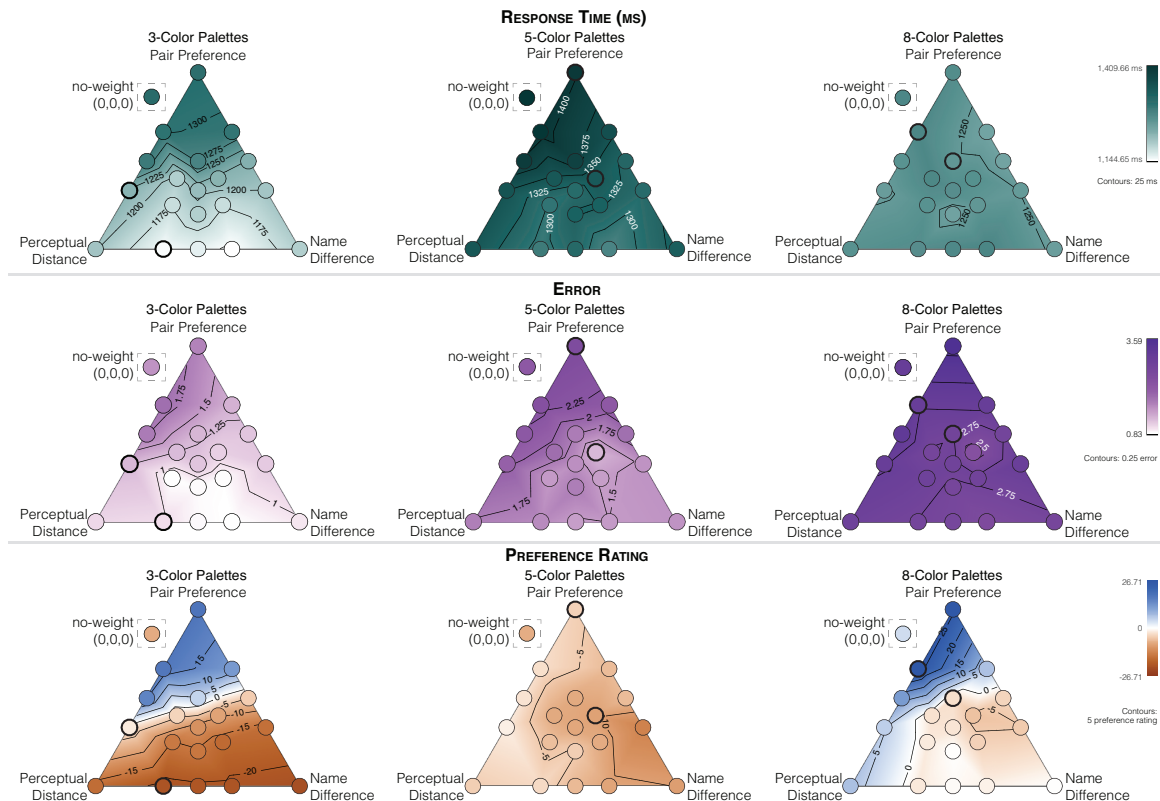 RESPONSE TIME (MS)
3-Color Palettes
Pair Preference
no-weight
(0,0,0)
1300
1275
1250
1225
1200
1200
1175
1175
Perceptual
Distance
Name
Difference
5-Color Palettes
Pair Preference
no-weight
(0,0,0)
1400
1375
1350
1325
1325
1300
1300
Perceptual
Distance
Name
Difference
8-Color Palettes
Pair Preference
no-weight
(0,0,0)
1250
1250
1250
Perceptual
Distance
Name
Difference
1,409.66 ms
1,144.65 ms
Contours: 25 ms
ERROR
3-Color Palettes
Pair Preference
no-weight
(0,0,0)
1.75
1.5
1.25
1
1
Perceptual
Distance
Name
Difference
5-Color Palettes
Pair Preference
no-weight
(0,0,0)
2.25
2
1.75
1.75
1.5
Perceptual
Distance
Name
Difference
8-Color Palettes
Pair Preference
no-weight
(0,0,0)
2.75
2.5
2.75
Perceptual
Distance
Name
Difference
3.59
0.83
Contours: 0.25 error
PREFERENCE RATING
3-Color Palettes
Pair Preference
no-weight
(0,0,0)
15
10
5
0
-5
-10
-15
-15
-20
Perceptual
Distance
Name
Difference
5-Color Palettes
Pair Preference
no-weight
(0,0,0)
-5
10
-5
Perceptual
Distance
Name
Difference
8-Color Palettes
Pair Preference
no-weight
(0,0,0)
25
20
15
10
5
0
-5
5
0
Perceptual
Distance
Name
Difference
26.71
0
-26.71
Contours:
5 preference rating